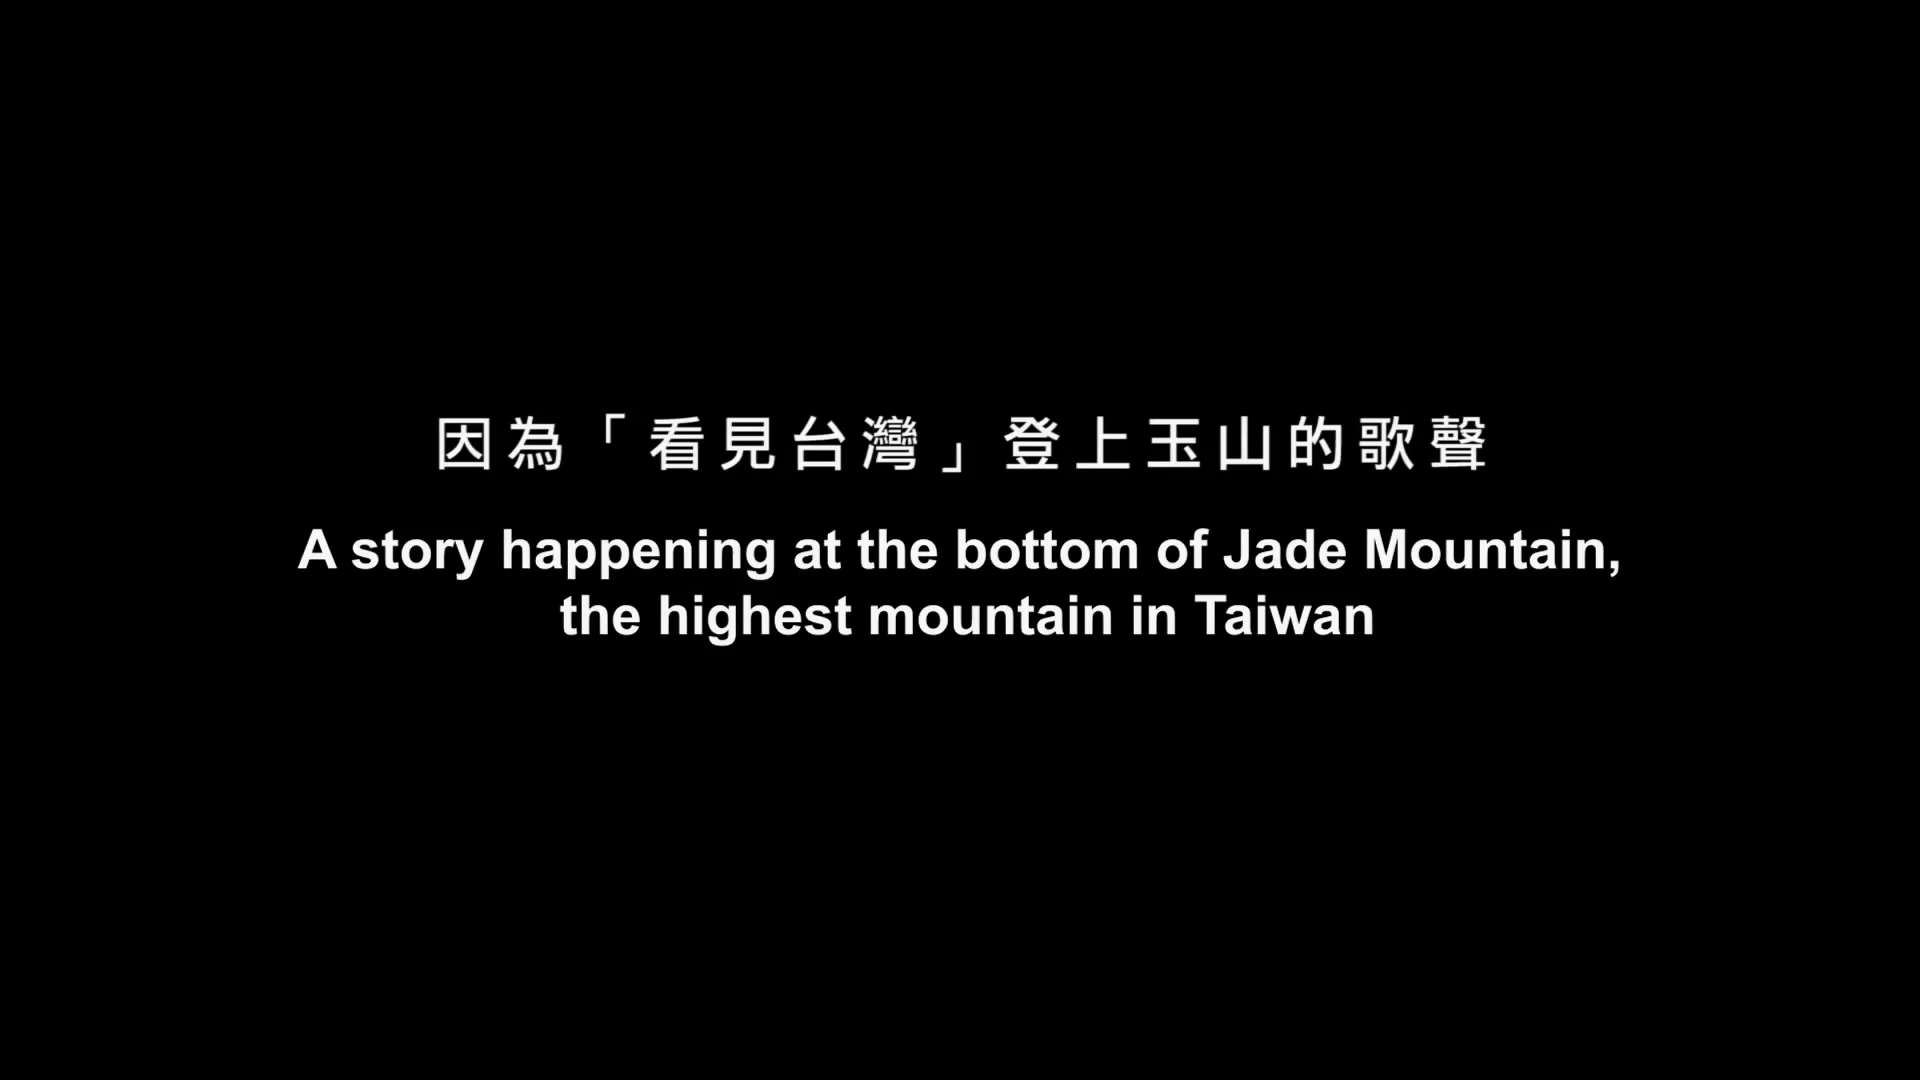 因為「看見台灣」登上玉山的歌聲
A story happening at the bottom of Jade Mountain,
the highest mountain in Taiwan